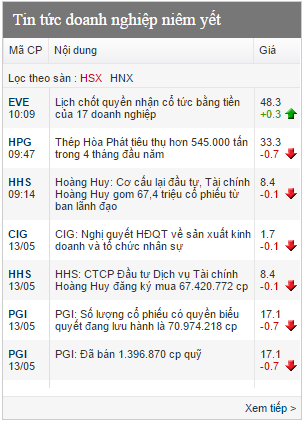 Tin tức doanh nghiệp niêm yết
Mã CP Nội dung Giá
Lọc theo sàn : HSX HNX
EVE Lịch chốt quyền nhận cổ tức bằng tiền 48.3
10:09 của 17 doanh nghiệp +0.3
HPG Thép Hòa Phát tiêu thụ hơn 545.000 tấn 33.3
09:47 trong 4 tháng đầu năm -0.7
HHS Hoàng Huy: Cơ cấu lại đầu tư, Tài chính 8.4
09:14 Hoàng Huy gom 67,4 triệu cổ phiếu từ -0.1
ban lãnh đạo
CIG CIG: Nghị quyết HĐQT về sản xuất kinh 1.7
13/05 doanh và tổ chức nhân sự -0.1
HHS HHS: CTCP Đầu tư Dịch vụ Tài chính 8.4
13/05 Hoàng Huy đăng ký mua 67.420.772 cp -0.1
PGI PGI: Số lượng cổ phiếu có quyền biểu 17.1
13/05 quyết đang lưu hành là 70.974.218 cp -0.7
PGI PGI: Đã bán 1.396.870 cp quỹ 17.1
13/05 -0.7
Xem tiếp >